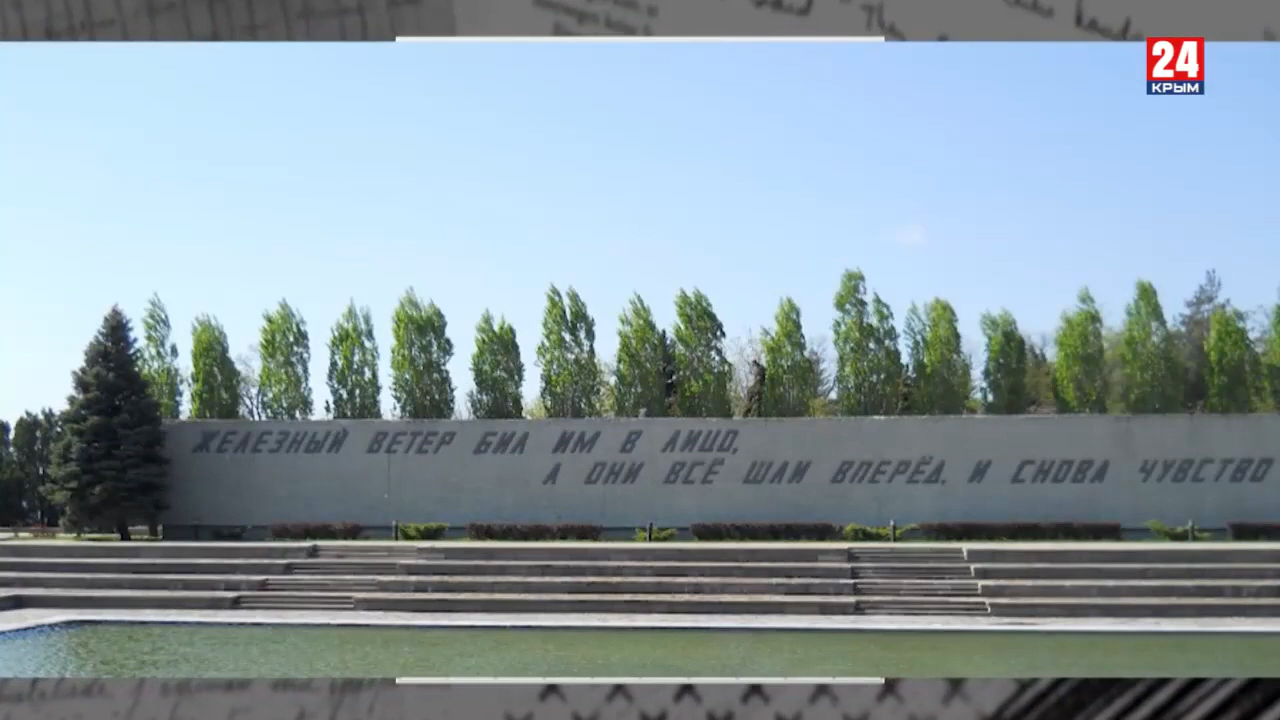 24
КРЫМ
ЖЕЛЕЗНЫЙ ВЕТЕР БИЛ ИМ В ЛИЦО,
А ОНИ ВСЁ ШЛИ ВПЕРЁД, И СНОВА ЧУВСТВО